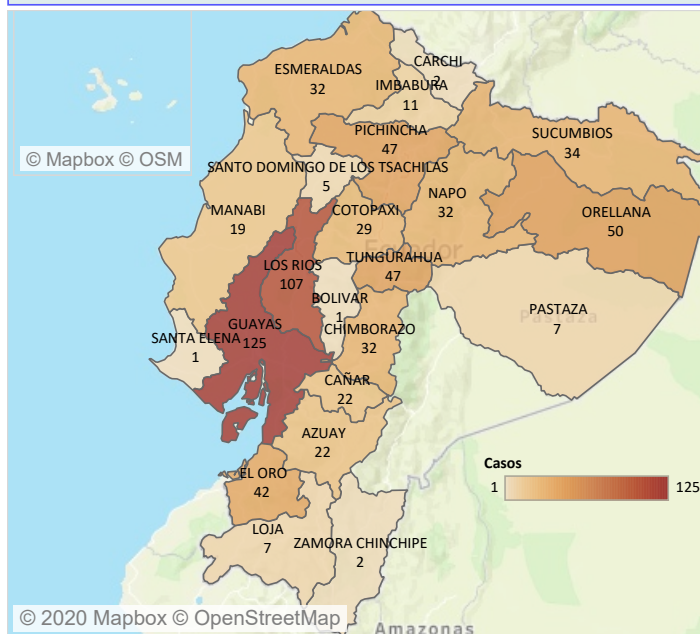 ESMERALDAS
32
CARCHI
2
IMBABURA
11
PICHINCHA
47
SUCUMBIOS
34
© Mapbox © OSM
SANTO DOMINGO DE LOS TSACHILAS
5
NAPO
32
MANABI
19
COTOPAXI
29
ORELLANA
50
Ecuador
TUNGURAHUA
47
LOS RIOS
107
BOLIVAR
1
PASTAZA
7
Pastaza
GUAYAS
125
CHIMBORAZO
32
SANTA ELENA
1
CAÑAR
22
AZUAY
22
Casos
1
125
EL ORO
42
LOJA
7
ZAMORA CHINCHIPE
2
© 2020 Mapbox © OpenStreetMap
Amazonas